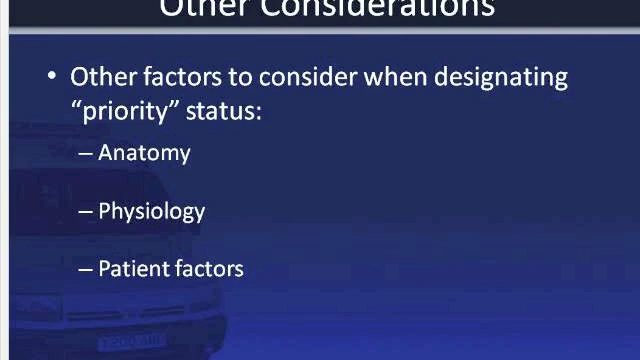 Other Considerations
• Other factors to consider when designating
“priority” status:
– Anatomy
– Physiology
– Patient factors